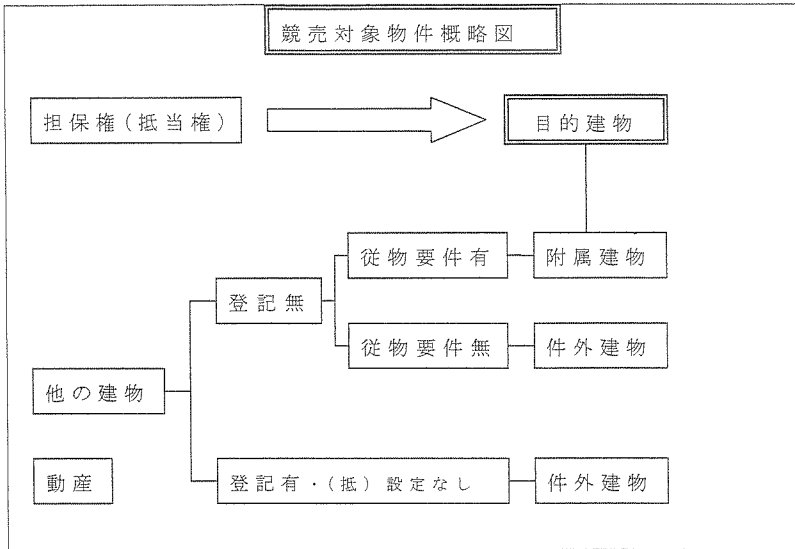 競売対象物件概略図
担保権(抵当権)
目的建物
従物要件有
附属建物
登記無
従物要件無
件外建物
他の建物
動産
登記有・(抵)設定なし
件外建物